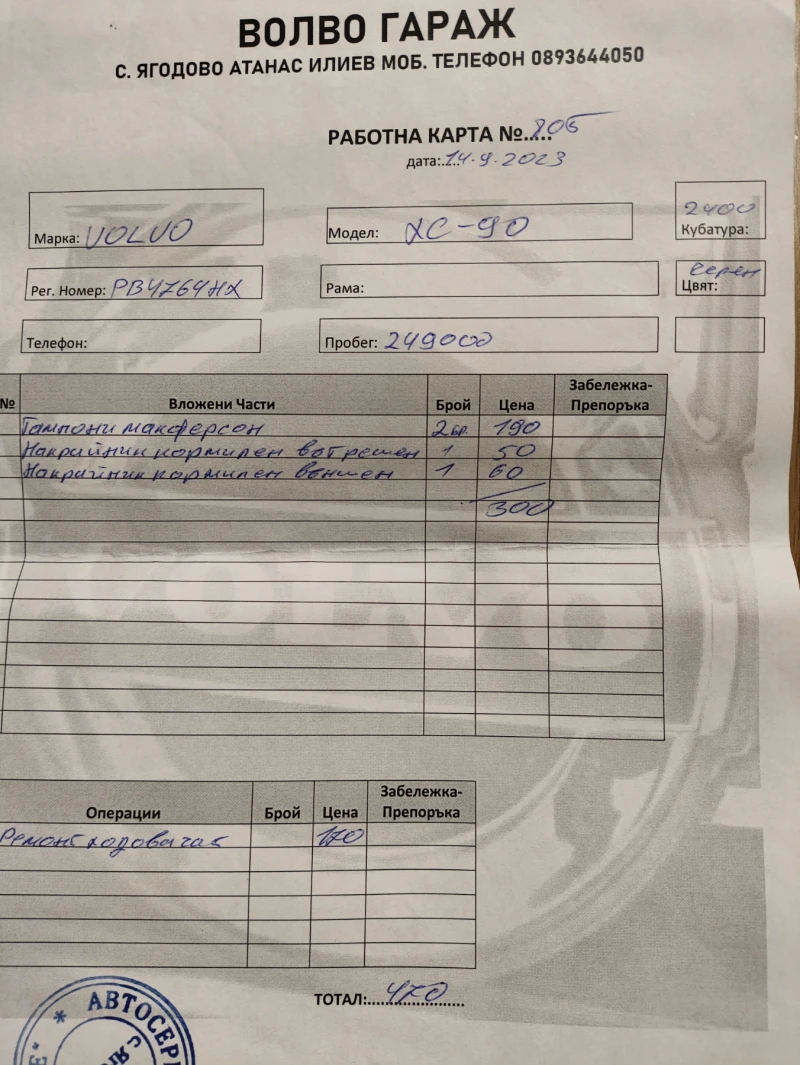 ВОЛВО ГАРАЖ
С. ЯГОДОВО АТАНАС ИЛИЕВ МОБ. ТЕЛЕФОН 0893644050
РАБОТНА КАРТА №.....205
дата:....14.9.2023
Марка: VOLVO
Модел: XC-90
2400
Кубатура:
Рег. Номер: PB4764HX
Рама:
Черен
Цвят:
Телефон:
Пробег: 249000
№ Вложени Части Брой Цена Забележка-Препоръка
Тампони макферсон 2бр. 190
Накрайник кормилен вътрешен 1 50
Накрайник кормилен външен 1 60
300
Операции Брой Цена Забележка-Препоръка
Ремонт ходова част 170
ТОТАЛ:....470....
* АВТОСЕР
VOLVO